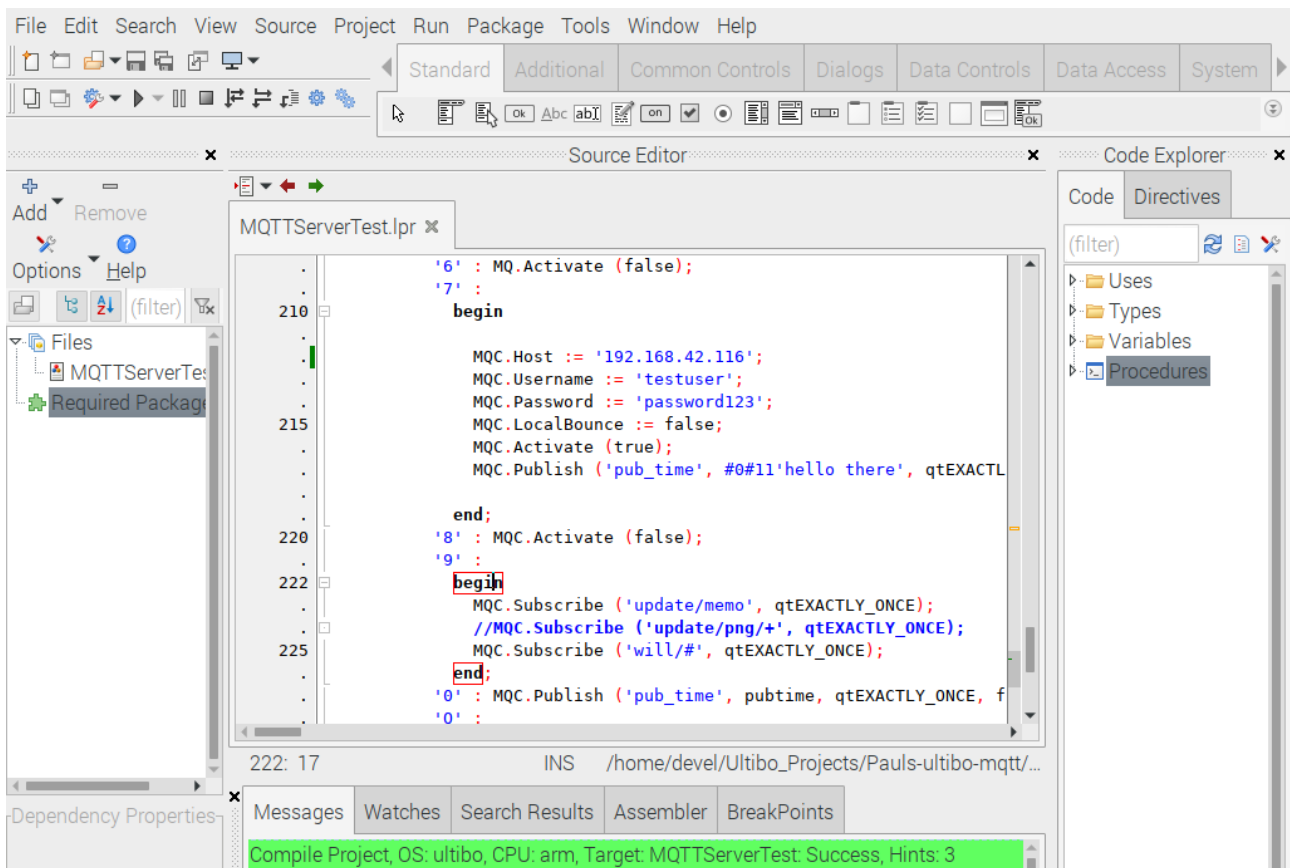 File Edit Search View Source Project Run Package Tools Window Help
Standard Additional Common Controls Dialogs Data Controls Data Access System
Ok Abc abI on Ok
Source Editor
Code Explorer
Add Remove
Options Help
(filter)
Files
MQTTServerTes
Required Package
Dependency Properties
MQTTServerTest.lpr
'6' : MQ.Activate (false);
'7' :
210 begin
MQC.Host := '192.168.42.116';
MQC.Username := 'testuser';
MQC.Password := 'password123';
215 MQC.LocalBounce := false;
MQC.Activate (true);
MQC.Publish ('pub_time', #0#11'hello there', qtEXACTL
end;
220 '8' : MQC.Activate (false);
'9' :
222 begin
MQC.Subscribe ('update/memo', qtEXACTLY_ONCE);
//MQC.Subscribe ('update/png/+', qtEXACTLY_ONCE);
225 MQC.Subscribe ('will/#', qtEXACTLY_ONCE);
end;
'0' : MQC.Publish ('pub_time', pubtime, qtEXACTLY_ONCE, f
'O' :
222: 17 INS /home/devel/Ultibo_Projects/Pauls-ultibo-mqtt/...
Messages Watches Search Results Assembler BreakPoints
Compile Project, OS: ultibo, CPU: arm, Target: MQTTServerTest: Success, Hints: 3
Code Directives
(filter)
Uses
Types
Variables
Procedures